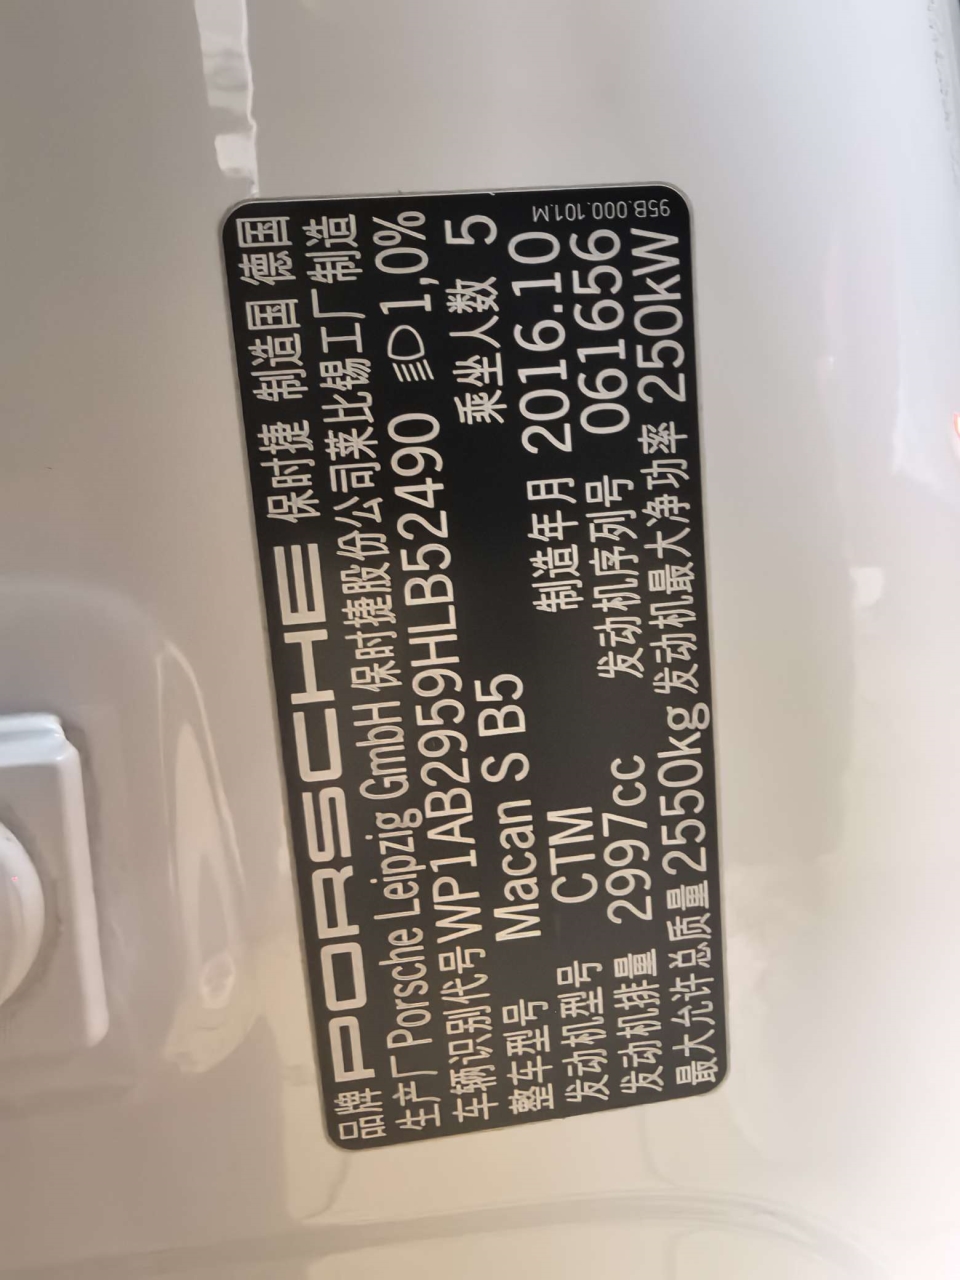 品牌 PORSCHE 保时捷 制造国 德国
生产厂 Porsche Leipzig GmbH 保时捷股份公司莱比锡工厂制造
车辆识别代号 WP1AB2959HLB52490 1,0%
整车型号 Macan S B5 乘坐人数 5
发动机型号 CTM 制造年月 2016.10
发动机排量 2997cc 发动机序列号 061656
最大允许总质量 2550kg 发动机最大净功率 250kW
95B.000.101.M